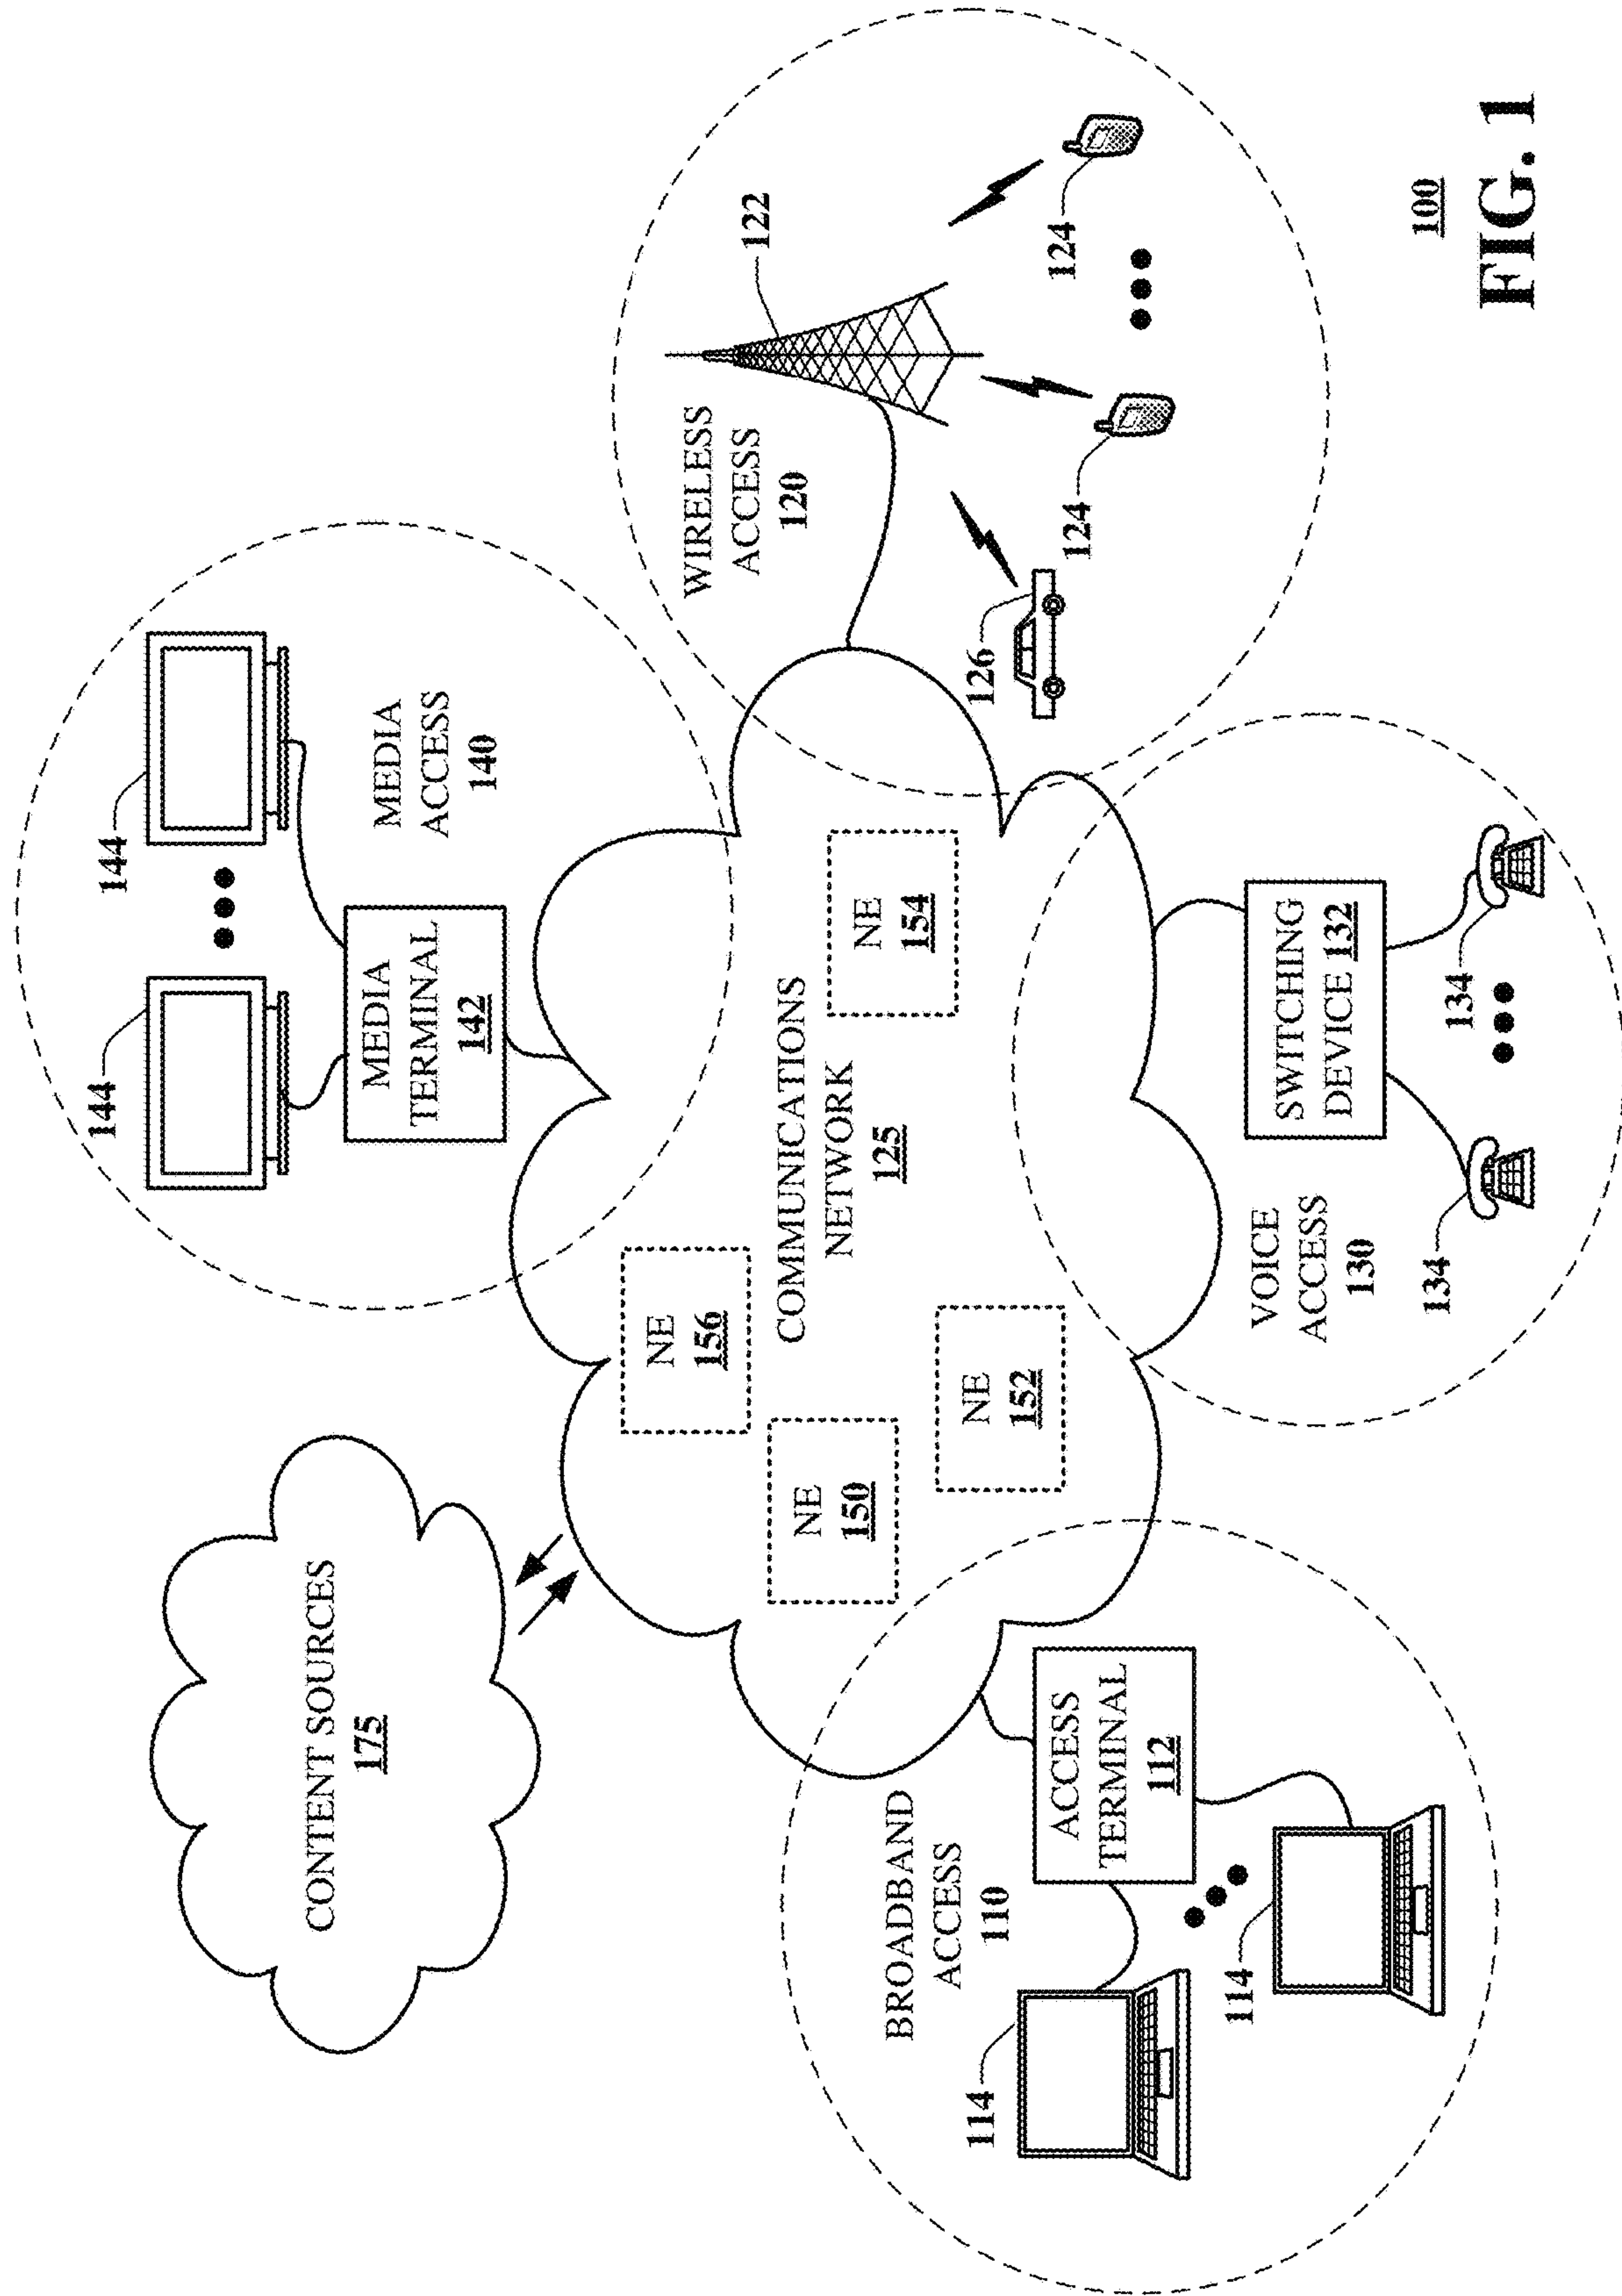 CONTENT SOURCES
175
144
144
MEDIA
TERMINAL
142
MEDIA
ACCESS
140
NE
156
NE
150
NE
152
COMMUNICATIONS
NETWORK
125
NE
154
WIRELESS
ACCESS
120
122
126
124
124
BROADBAND
ACCESS
110
ACCESS
TERMINAL
112
114
114
VOICE
ACCESS
130
SWITCHING
DEVICE 132
134
134
100
FIG. 1